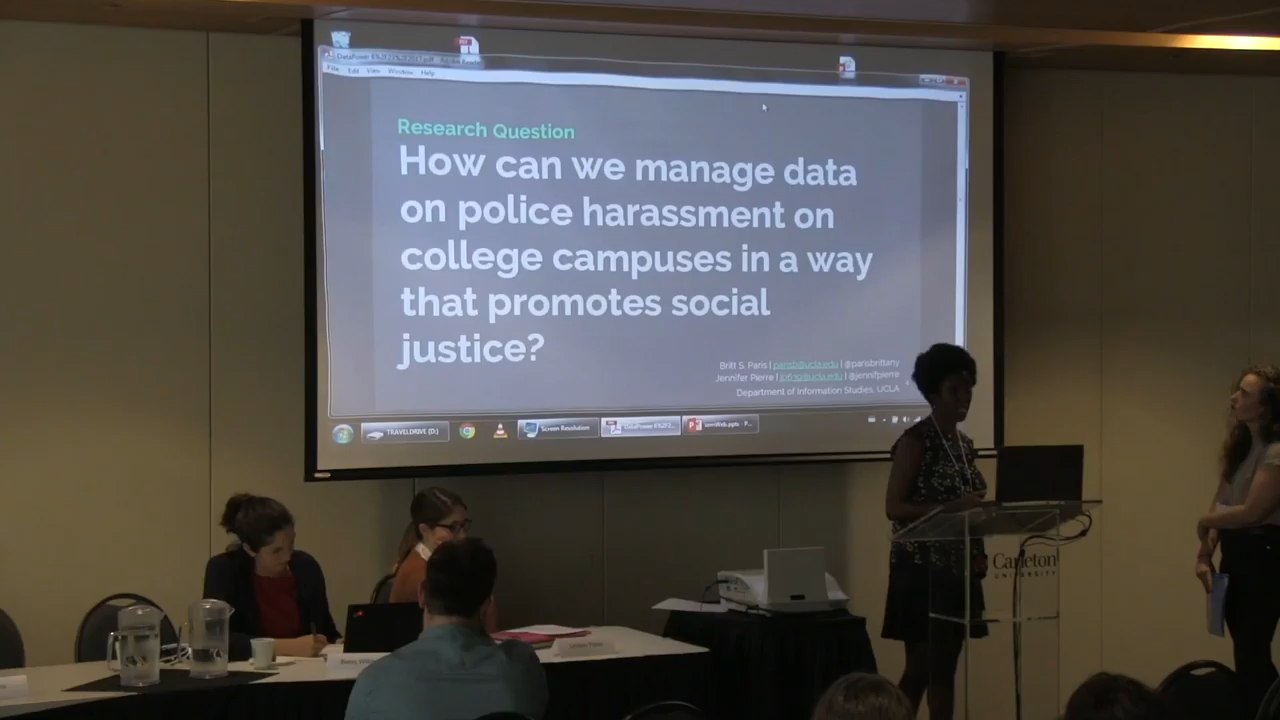 File Edit View Window Help
Research Question
How can we manage data
on police harassment on
college campuses in a way
that promotes social
justice?
Britt S. Paris | parisb@ucla.edu | @parisbrittany
Jennifer Pierre | @ucla.edu | @jennifpierre
Department of Information Studies, UCLA
TRAVELDRIVE (D:)
Screen Resolution
Carleton
UNIVERSITY